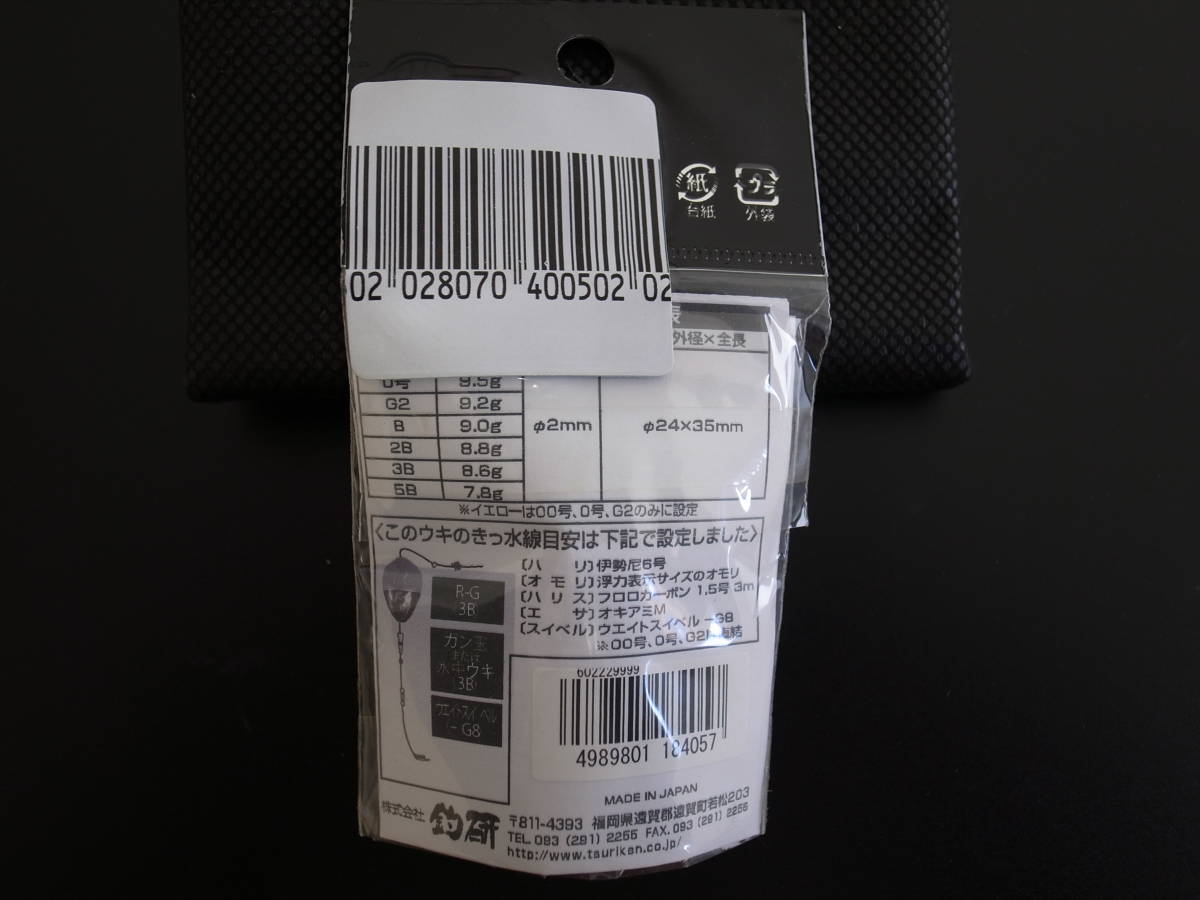 紙 プラ
台紙 外袋
02 028070 400502 02
表
外径×全長
0号 9.5g
G2 9.2g
B 9.0g φ2mm φ24×35mm
2B 8.8g
3B 8.6g
5B 7.8g
※イエローは00号、0号、G2のみに設定
〈このウキのきっ水線目安は下記で設定しました〉
〔ハリ〕伊勢尼6号
〔オモリ〕浮力表示サイズのオモリ
〔ハリス〕フロロカーボン 1.5号 3m
〔エサ〕オキアミM
〔スイベル〕ウエイトスイベル -G8
※00号、0号、G2は直結
R-G
3B
ガン玉
または
水中ウキ
3B
ウエイトスイベル
-G8
602229999
4989801 184057
MADE IN JAPAN
株式会社 釣研
〒811-4393 福岡県遠賀郡遠賀町若松203
TEL.093 (291) 2255 FAX.093 (291) 2256
http://www.tsuriken.co.jp/